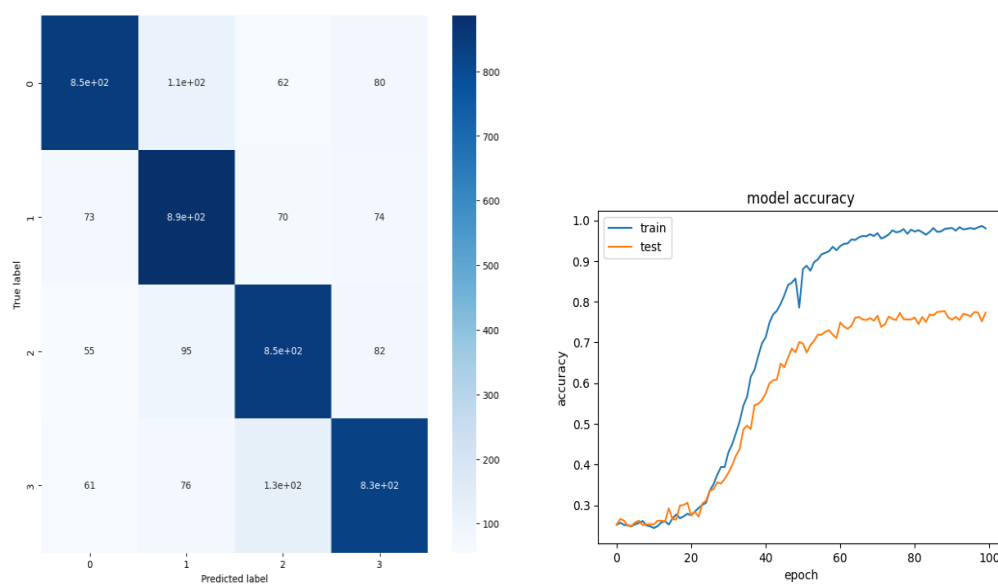 True label
0
8.5e+02 1.1e+02 62 80
1
73 8.9e+02 70 74
2
55 95 8.5e+02 82
3
61 76 1.3e+02 8.3e+02
0 1 2 3
Predicted label
800
700
600
500
400
300
200
100
model accuracy
train
test
accuracy
1.0
0.9
0.8
0.7
0.6
0.5
0.4
0.3
0 20 40 60 80 100
epoch